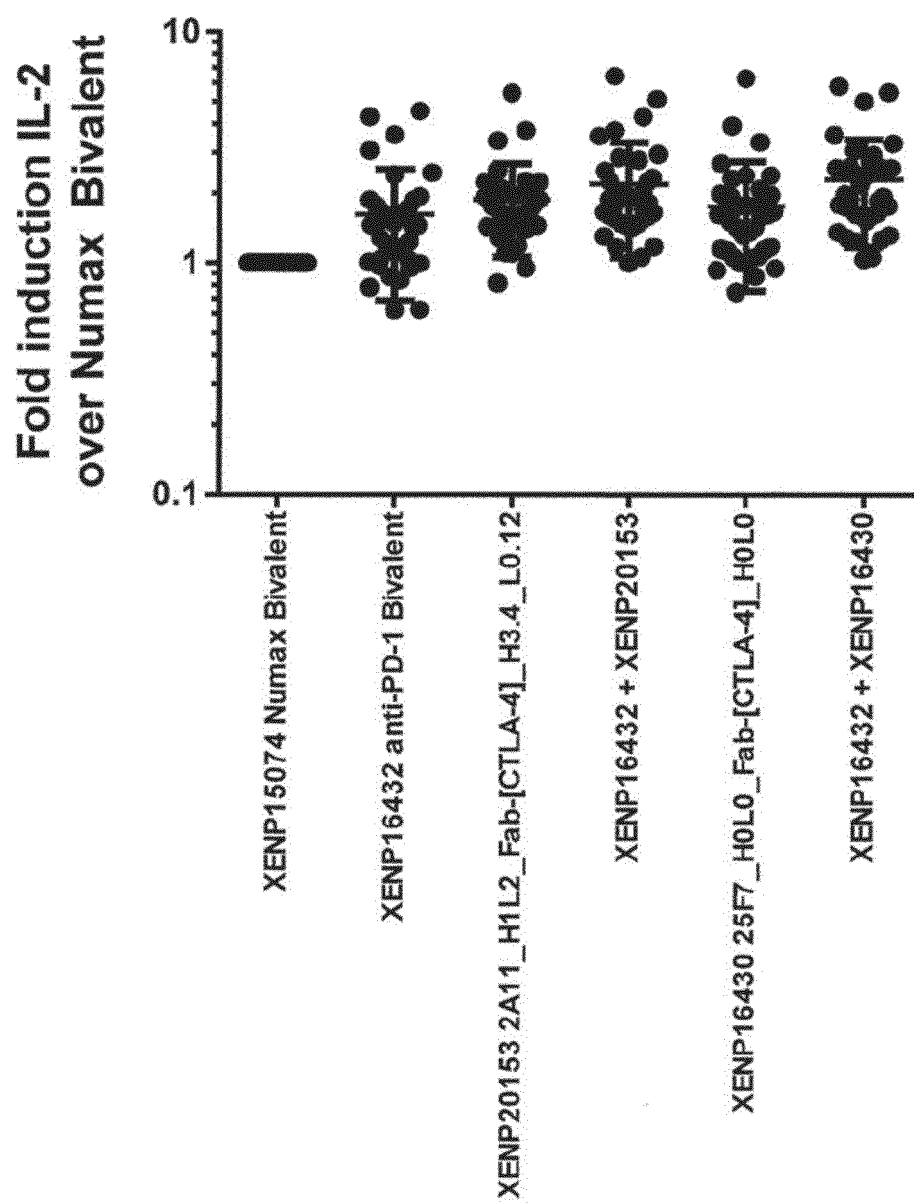 Fold induction IL-2
over Numax Bivalent
10
1
0.1
XENP15074 Numax Bivalent
XENP16432 anti-PD-1 Bivalent
XENP20153 2A11_H1L2_Fab-[CTLA-4]_H3.4_L0.12
XENP16432 + XENP20153
XENP16430 25F7_H0L0_Fab-[CTLA-4]_H0L0
XENP16432 + XENP16430